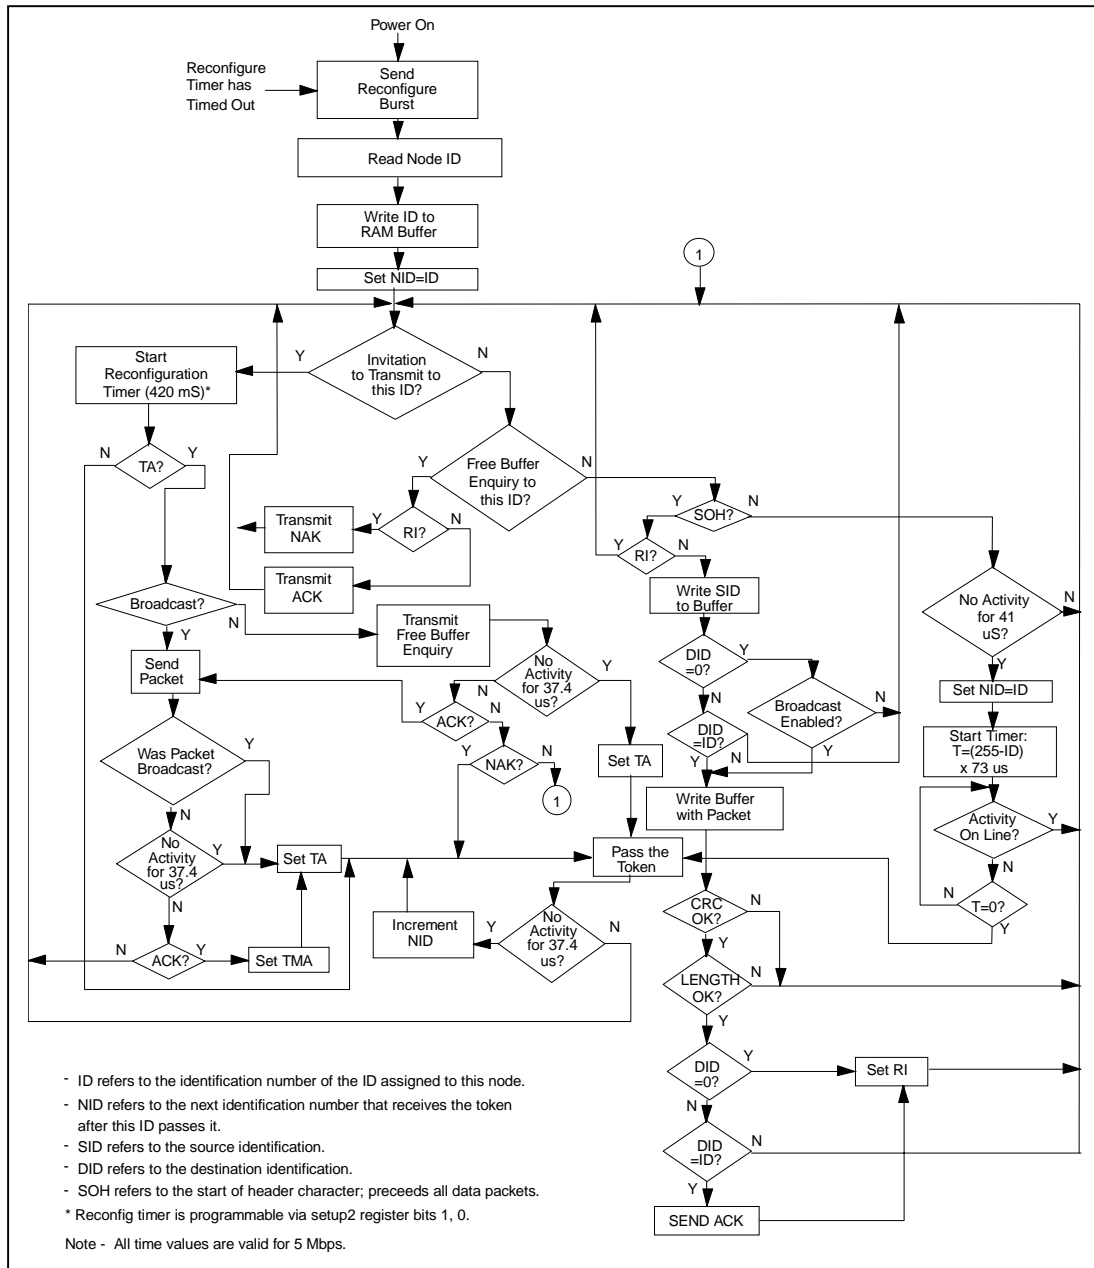 Power On
Reconfigure
Timer has
Timed Out
Send
Reconfigure
Burst
Read Node ID
Write ID to
RAM Buffer
1
Set NID=ID
Start
Reconfiguration
Timer (420 mS)*
Y
Invitation
to Transmit to
this ID?
N
N
TA?
Y
Y
Free Buffer
Enquiry to
this ID?
N
Transmit
NAK
Y
RI?
N
Y
SOH?
N
Y
RI?
N
Transmit
ACK
Write SID
to Buffer
No Activity
for 41
uS?
N
Y
Broadcast?
N
Y
Transmit
Free Buffer
Enquiry
Send
Packet
No
Activity
for 37.4
us?
N
Y
DID
=0?
Y
N
Broadcast
Enabled?
N
Y
Set NID=ID
ACK?
Y
N
DID
=ID?
Y
N
Start Timer:
T=(255-ID)
x 73 us
Was Packet
Broadcast?
Y
N
Y
NAK?
N
1
Set TA
Write Buffer
with Packet
Activity
On Line?
Y
N
No
Activity
for 37.4
us?
Y
N
Set TA
Pass the
Token
N
T=0?
Y
CRC
OK?
N
Y
Increment
NID
Y
No
Activity
for 37.4
us?
N
N
ACK?
Y
Set TMA
LENGTH
OK?
N
Y
DID
=0?
Y
N
Set RI
DID
=ID?
N
Y
SEND ACK
- ID refers to the identification number of the ID assigned to this node.
- NID refers to the next identification number that receives the token
after this ID passes it.
- SID refers to the source identification.
- DID refers to the destination identification.
- SOH refers to the start of header character; preceeds all data packets.
* Reconfig timer is programmable via setup2 register bits 1, 0.
Note - All time values are valid for 5 Mbps.